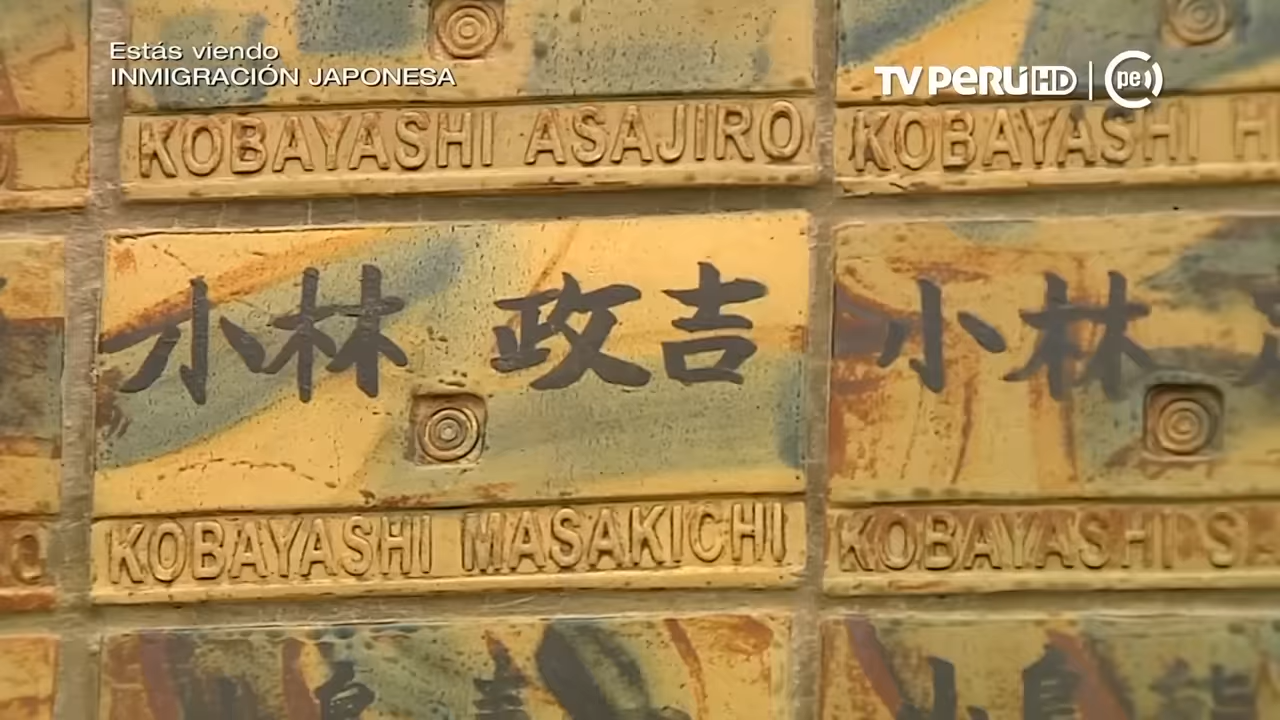 Estás viendo
INMIGRACIÓN JAPONESA
TV PERÚ HD | pe
KOBAYASHI ASAJIRO
KOBAYASHI H
小林 政吉
小林
KOBAYASHI MASAKICHI
KOBAYASHI S